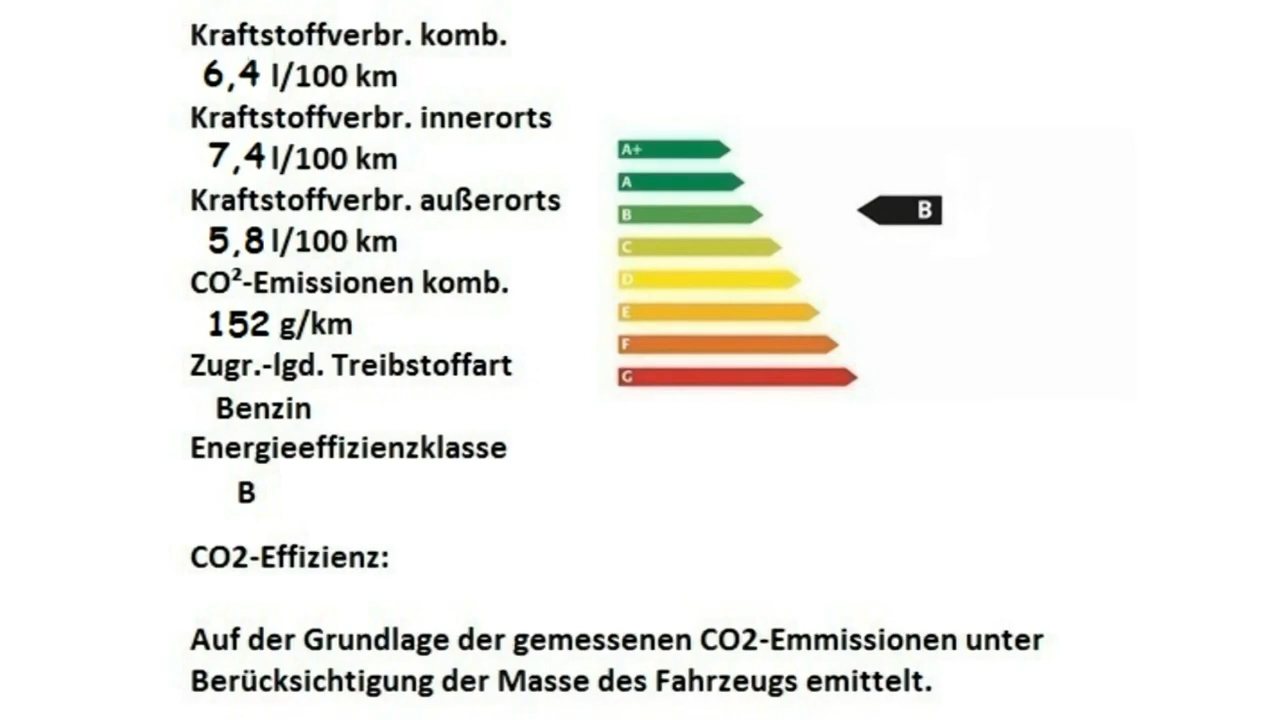 Kraftstoffverbr. komb.
6,4 l/100 km
Kraftstoffverbr. innerorts
7,4 l/100 km
Kraftstoffverbr. außerorts
5,8 l/100 km
CO²-Emissionen komb.
152 g/km
Zugr.-lgd. Treibstoffart
Benzin
Energieeffizienzklasse
B
A+
A
B
C
D
E
F
G
B
CO2-Effizienz:
Auf der Grundlage der gemessenen CO2-Emmissionen unter
Berücksichtigung der Masse des Fahrzeugs emittelt.